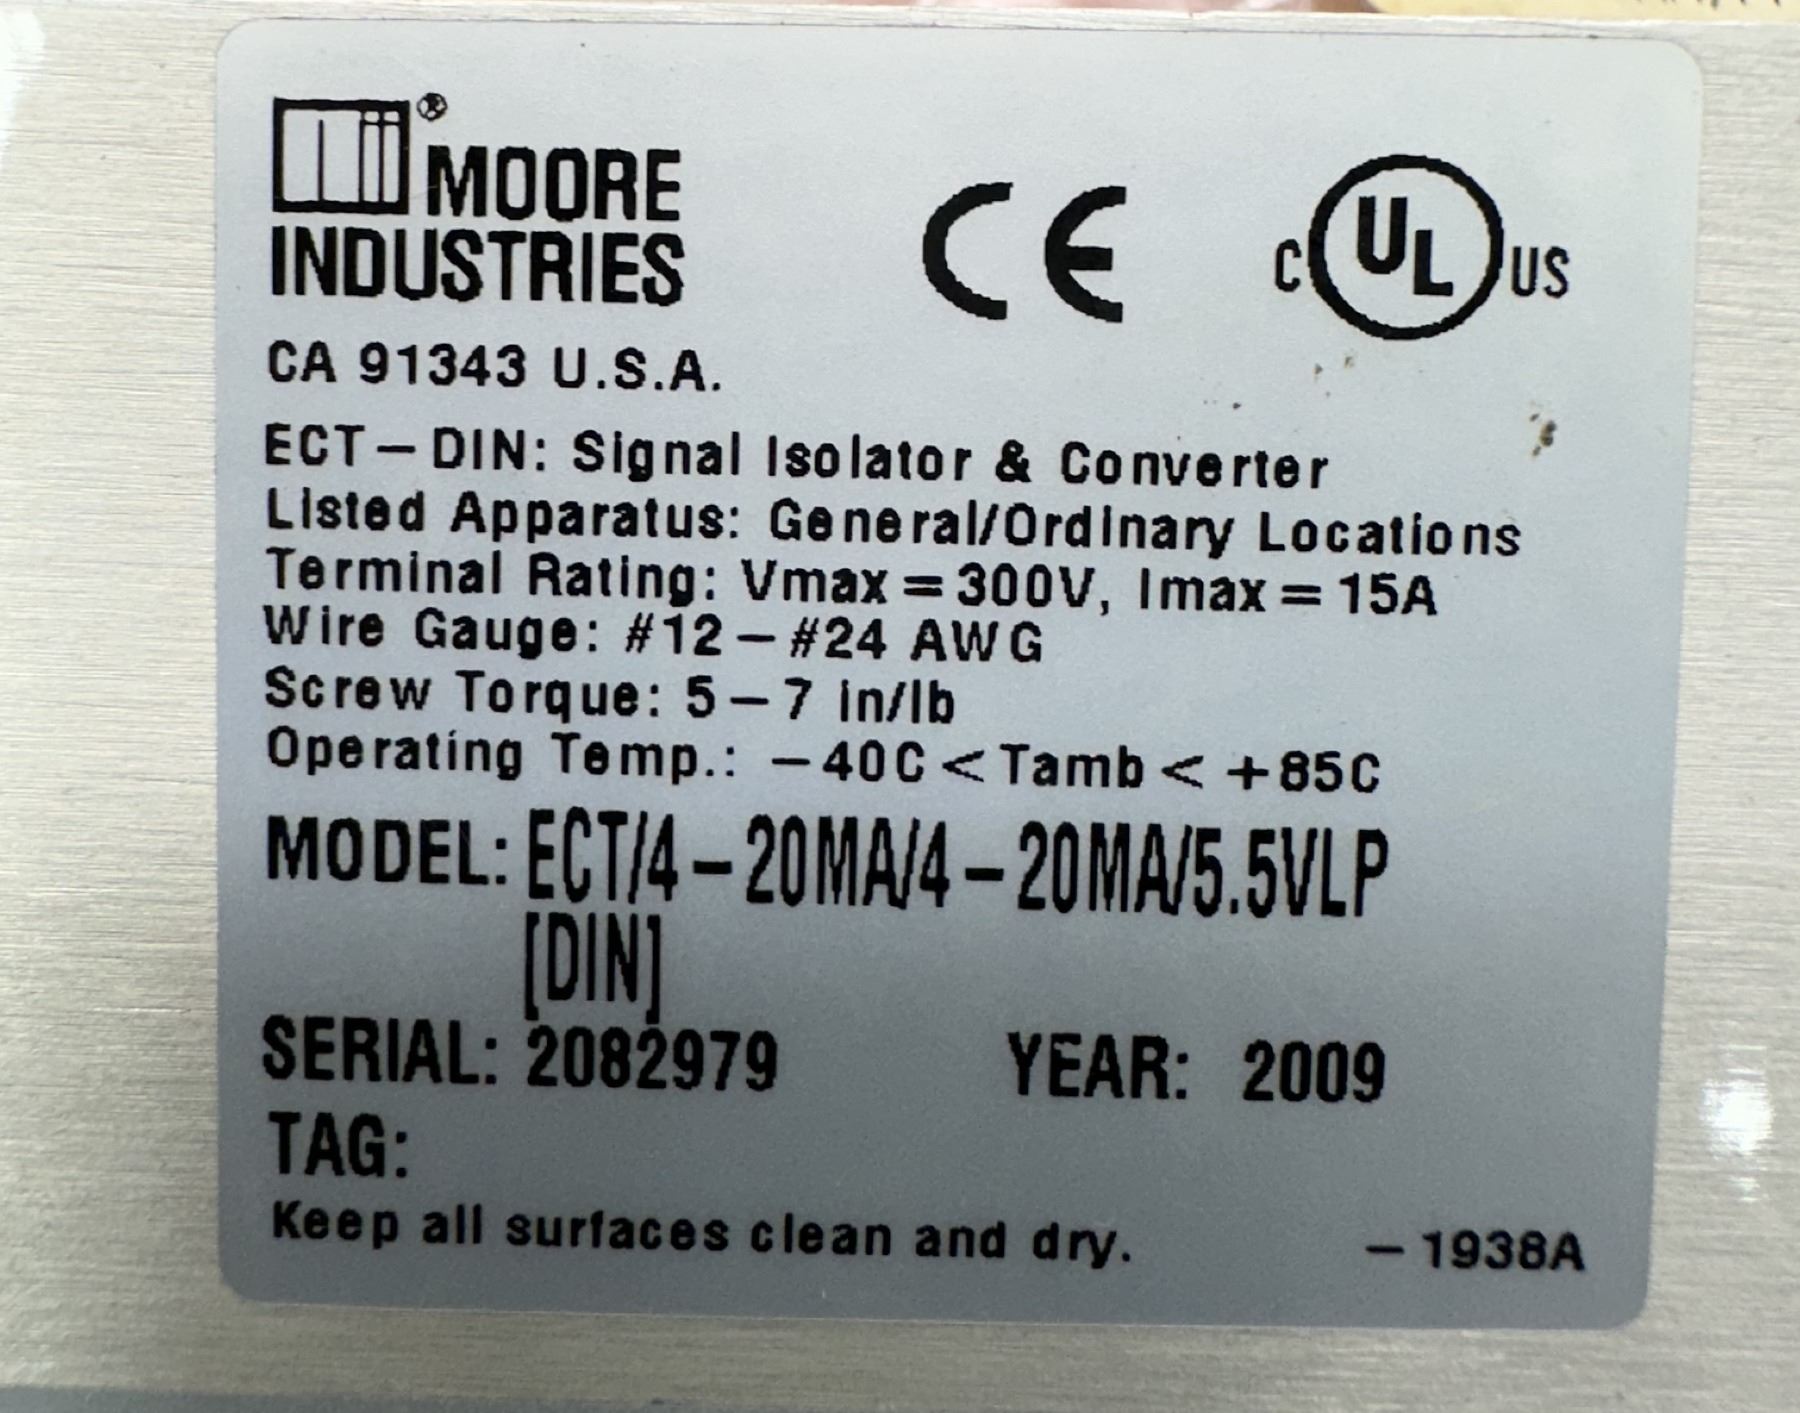 ® MOORE
INDUSTRIES
CE
C UL US
CA 91343 U.S.A.
ECT-DIN: Signal Isolator & Converter
Listed Apparatus: General/Ordinary Locations
Terminal Rating: Vmax=300V, Imax=15A
Wire Gauge: #12-#24 AWG
Screw Torque: 5-7 in/lb
Operating Temp.: -40C<Tamb< +85C
MODEL: ECT/4-20MA/4-20MA/5.5VLP
[DIN]
SERIAL: 2082979 YEAR: 2009
TAG:
Keep all surfaces clean and dry. -1938A